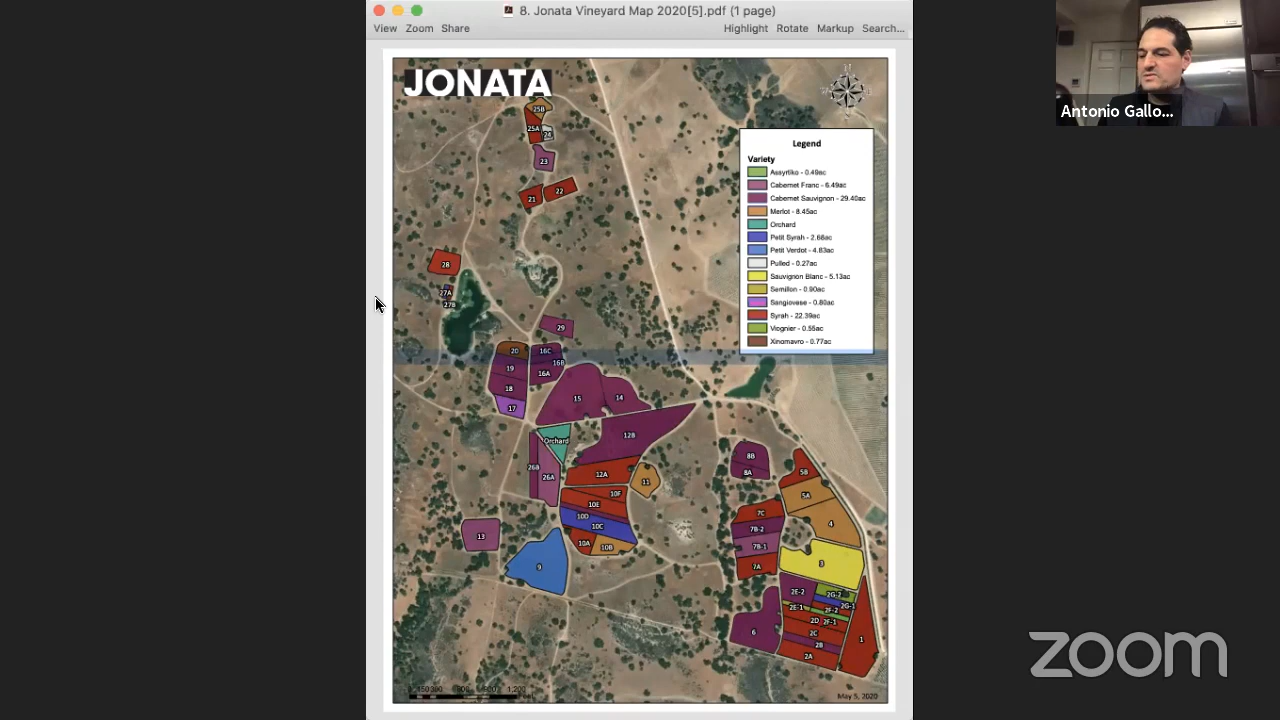 8. Jonata Vineyard Map 2020[5].pdf (1 page)
View Zoom Share
Highlight Rotate Markup Search...
JONATA
Antonio Gallo...
Legend
Variety
Assyrtiko - 0.49ac
Cabernet Franc - 6.49ac
Cabernet Sauvignon - 29.40ac
Merlot - 8.45ac
Orchard
Petit Syrah - 2.68ac
Petit Verdot - 4.83ac
Pulled - 0.27ac
Sauvignon Blanc - 5.13ac
Semillon - 0.90ac
Sangiovese - 0.80ac
Syrah - 22.39ac
Viognier - 0.55ac
Xinomavro - 0.77ac
25B
25A
24
23
22
21
28
27A
27B
29
20
16C
16B
19
16A
18
17
15
14
12B
Orchard
26B
26A
12A
11
10F
10E
10D
10C
10A
10B
13
9
8B
8A
5B
5A
4
7C
7B-2
7B-1
7A
3
2E-2
2G-2
2G-1
2E-1
2F-2
2D
2F-1
2C
2B
2A
6
1
May 5, 2020
zoom